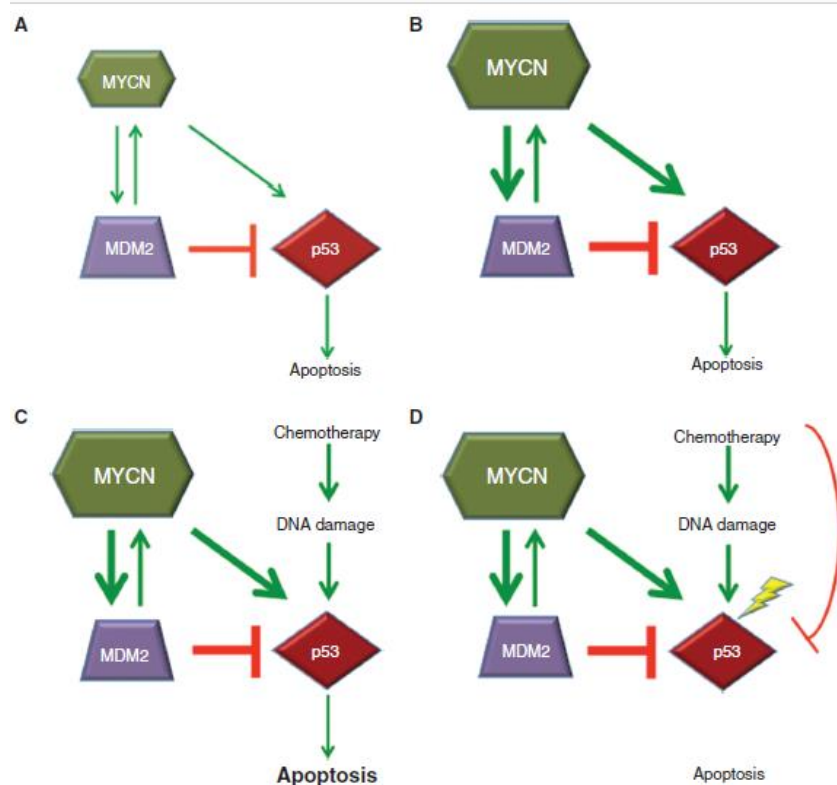 A
MYCN
MDM2
p53
Apoptosis
B
MYCN
MDM2
p53
Apoptosis
C
Chemotherapy
MYCN
DNA damage
MDM2
p53
Apoptosis
D
Chemotherapy
MYCN
DNA damage
MDM2
p53
Apoptosis